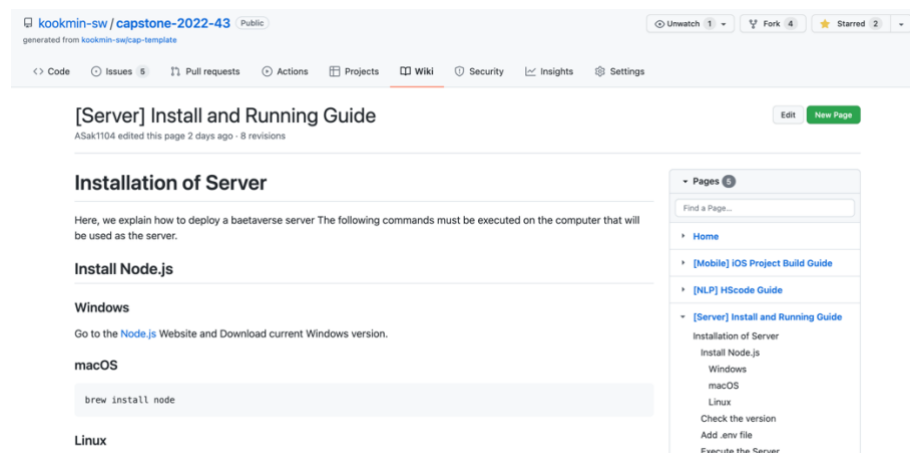 kookmin-sw / capstone-2022-43 Public
Unwatch 1 Fork 4 Starred 2
generated from kookmin-sw/cap-template
Code Issues 5 Pull requests Actions Projects Wiki Security Insights Settings
[Server] Install and Running Guide
Edit New Page
ASak1104 edited this page 2 days ago · 8 revisions
Installation of Server
Here, we explain how to deploy a baetaverse server The following commands must be executed on the computer that will
be used as the server.
Install Node.js
Windows
Go to the Node.js Website and Download current Windows version.
macOS
brew install node
Linux
Pages 5
Find a Page...
Home
[Mobile] iOS Project Build Guide
[NLP] HScode Guide
[Server] Install and Running Guide
Installation of Server
Install Node.js
Windows
macOS
Linux
Check the version
Add .env file
Execute the Server